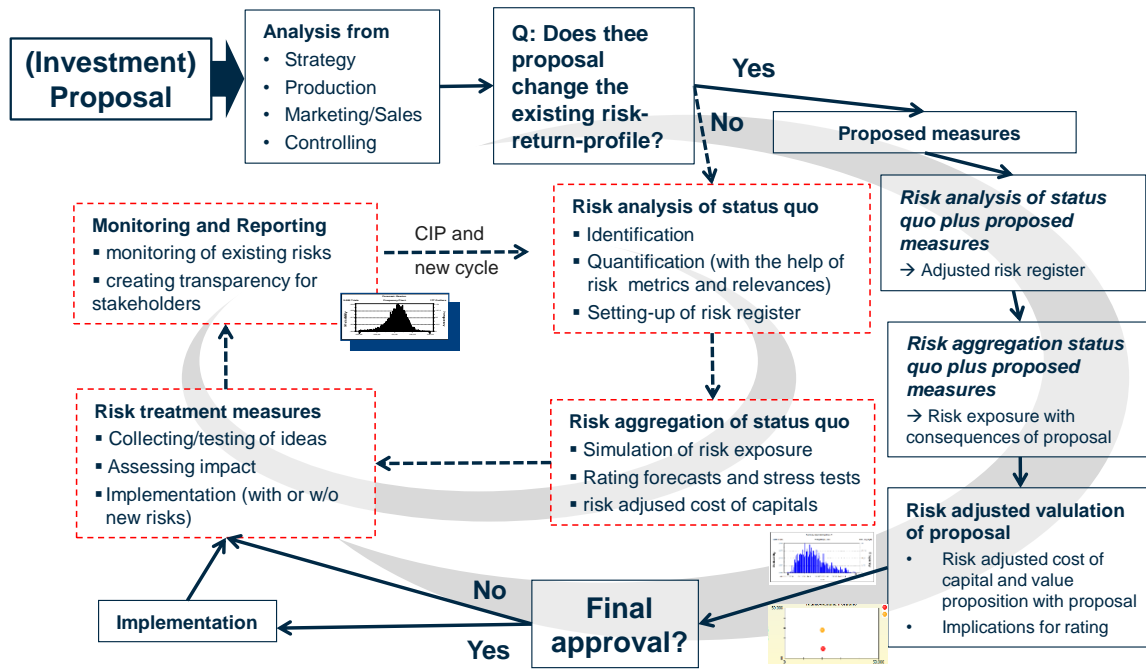 (Investment)
Proposal
Analysis from
• Strategy
• Production
• Marketing/Sales
• Controlling
Q: Does thee
proposal
change the
existing risk-
return-profile?
Yes
No
Proposed measures
Risk analysis of status
quo plus proposed
measures
→ Adjusted risk register
Risk aggregation status
quo plus proposed
measures
→ Risk exposure with
consequences of proposal
Risk adjusted valulation
of proposal
• Risk adjusted cost of
capital and value
proposition with proposal
• Implications for rating
Monitoring and Reporting
▪ monitoring of existing risks
▪ creating transparency for
stakeholders
CIP and
new cycle
Risk analysis of status quo
▪ Identification
▪ Quantification (with the help of
risk metrics and relevances)
▪ Setting-up of risk register
Risk treatment measures
▪ Collecting/testing of ideas
▪ Assessing impact
▪ Implementation (with or w/o
new risks)
Risk aggregation of status quo
▪ Simulation of risk exposure
▪ Rating forecasts and stress tests
▪ risk adjused cost of capitals
Implementation
No
Yes
Final
approval?
50.000
0
50.000